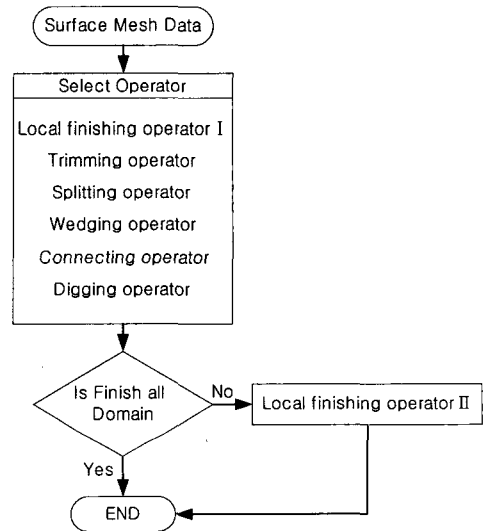 Surface Mesh Data
Select Operator
Local finishing operator I
Trimming operator
Splitting operator
Wedging operator
Connecting operator
Digging operator
Is Finish all
Domain
No
Local finishing operator II
Yes
END